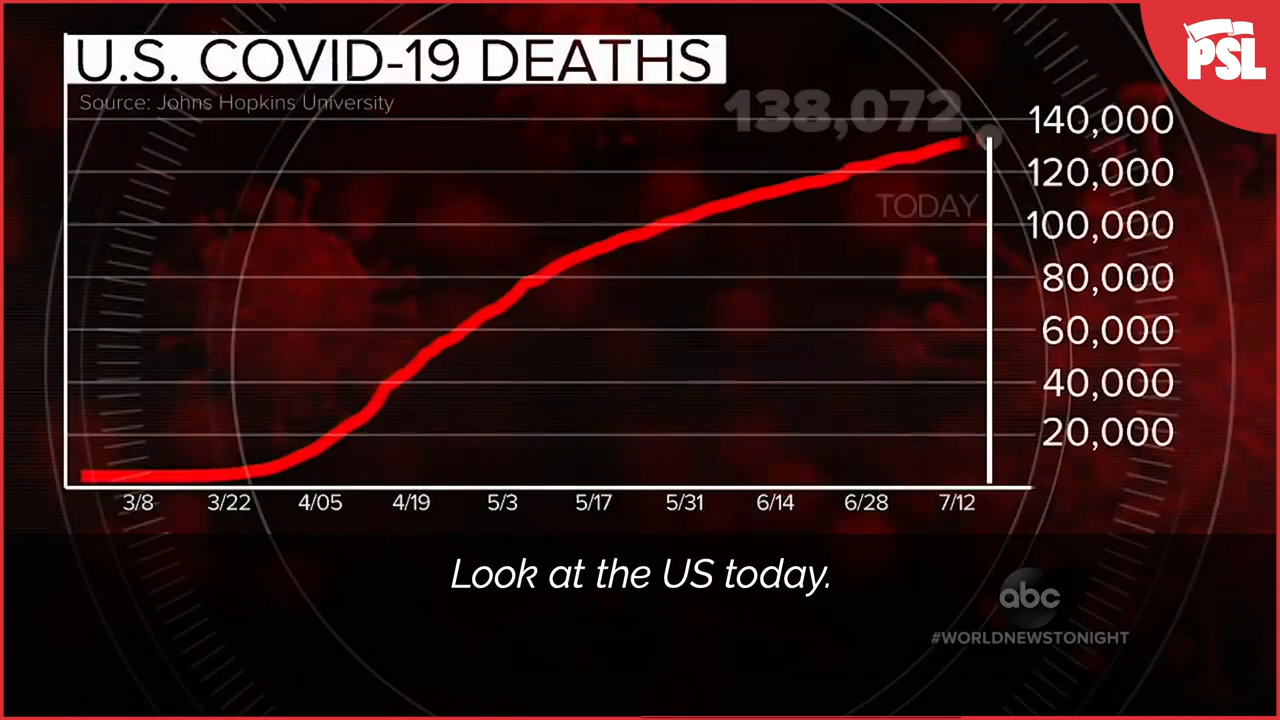 U.S. COVID-19 DEATHS
PSL
Source: Johns Hopkins University
138,072
TODAY
140,000
120,000
100,000
80,000
60,000
40,000
20,000
3/8 3/22 4/05 4/19 5/3 5/17 5/31 6/14 6/28 7/12
Look at the US today.
abc
#WORLDNEWSTONIGHT